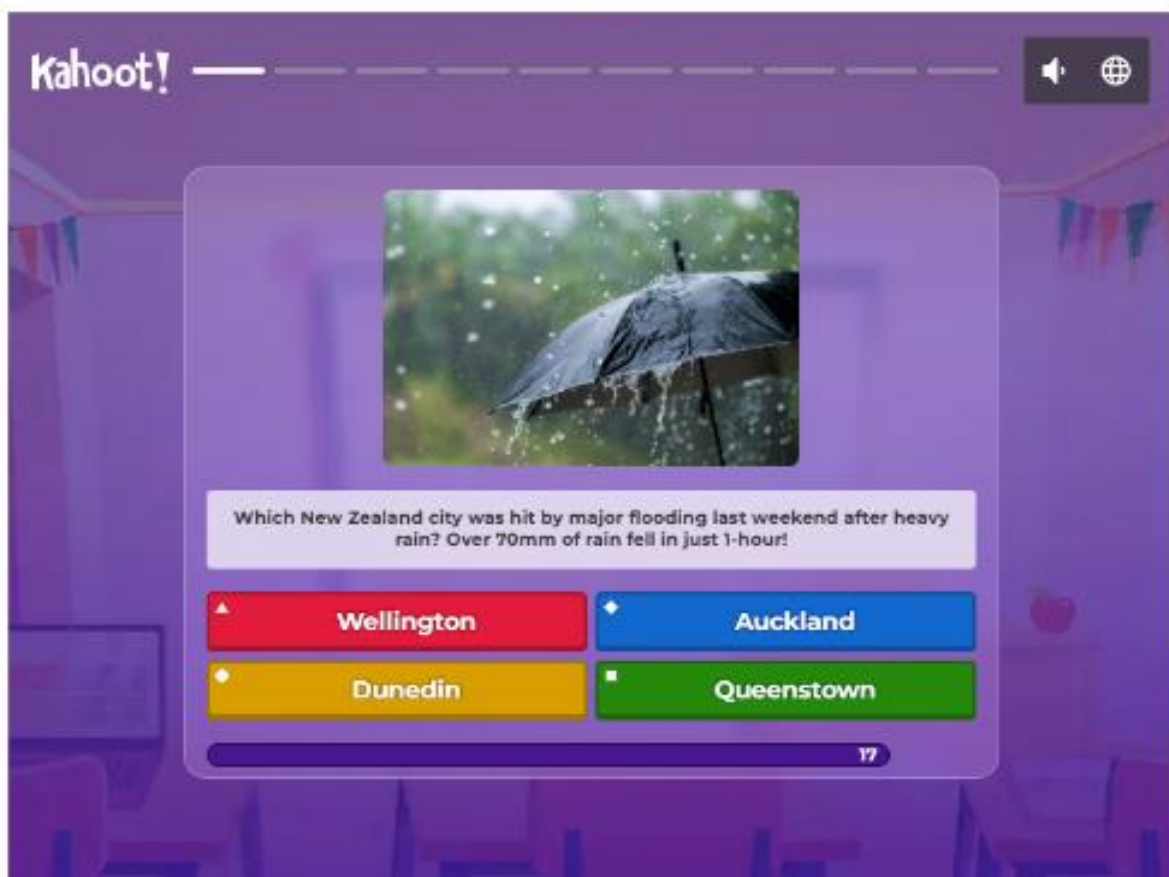 Kahoot!
Which New Zealand city was hit by major flooding last weekend after heavy
rain? Over 70mm of rain fell in just 1-hour!
Wellington
Auckland
Dunedin
Queenstown
17